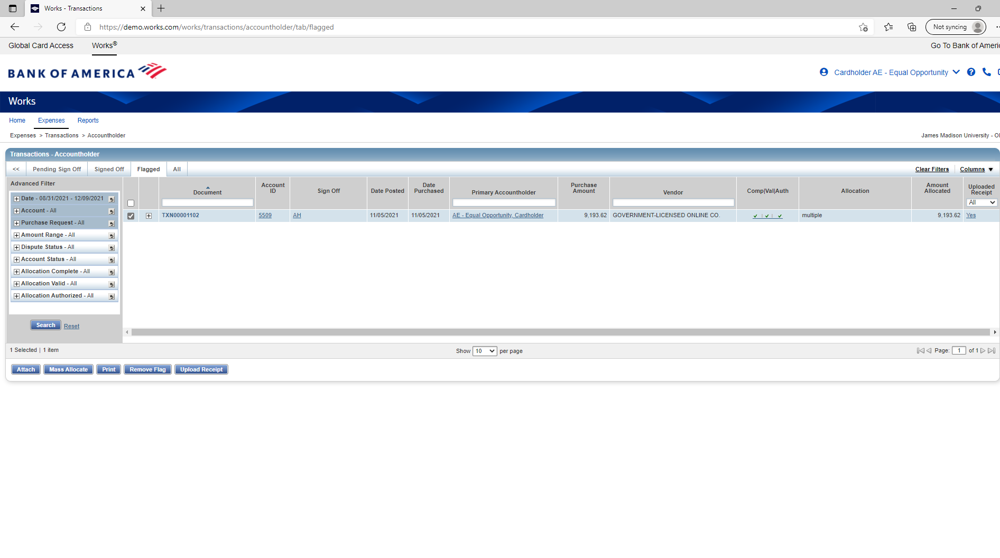 Works - Transactions
https://demo.works.com/works/transactions/accountholder/tab/flagged
Not syncing
Global Card Access
Works®
Go To Bank of Americ
BANK OF AMERICA
Cardholder AE - Equal Opportunity
Works
Home
Expenses
Reports
Expenses > Transactions > Accountholder
James Madison University - O
Transactions - Accountholder
<< Pending Sign Off Signed Off Flagged All
Clear Filters Columns
Advanced Filter
Date - 08/31/2021 - 12/09/2021
Account - All
Purchase Request - All
Amount Range - All
Dispute Status - All
Account Status - All
Allocation Complete - All
Allocation Valid - All
Allocation Authorized - All
Search Reset
Document
Account ID
Sign Off
Date Posted
Date Purchased
Primary Accountholder
Purchase Amount
Vendor
Comp|Val|Auth
Allocation
Amount Allocated
Uploaded Receipt
All
TXN00001102 5509 AH 11/05/2021 11/05/2021 AE - Equal Opportunity, Cardholder 9,193.62 GOVERNMENT-LICENSED ONLINE CO. ✓ | ✓ | ✓ multiple 9,193.62 Yes
1 Selected | 1 item
Show 10 per page
Page: 1 of 1
Attach Mass Allocate Print Remove Flag Upload Receipt